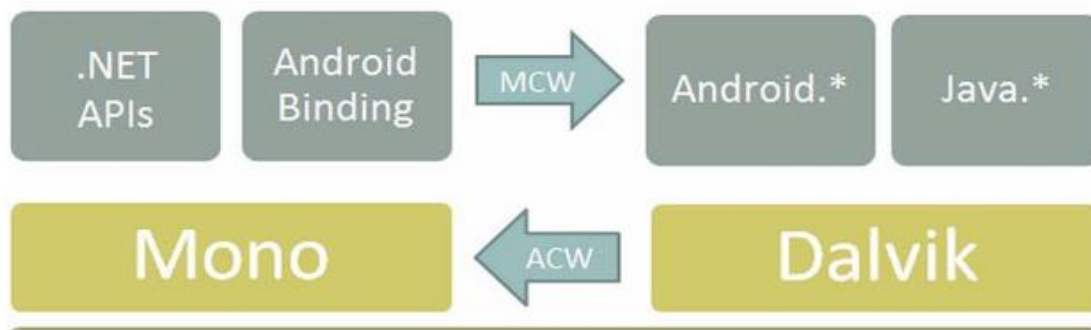 .NET
APIs
Android
Binding
MCW
Android.*
Java.*
Mono
ACW
Dalvik